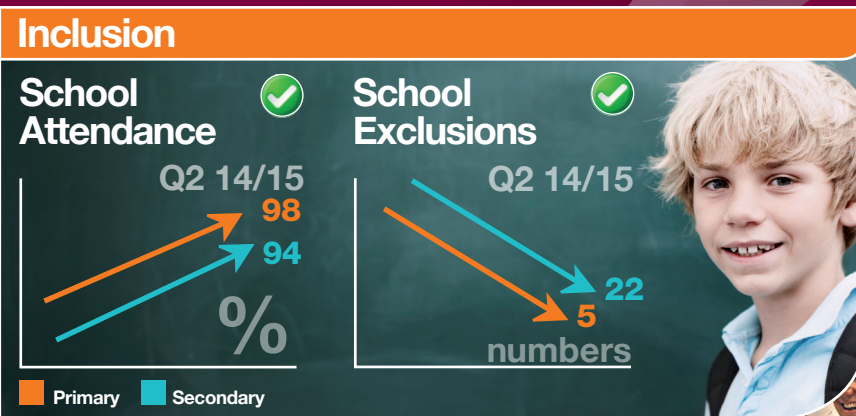 Inclusion
School
Attendance
Q2 14/15
98
94
%
School
Exclusions
Q2 14/15
22
5
numbers
Primary
Secondary